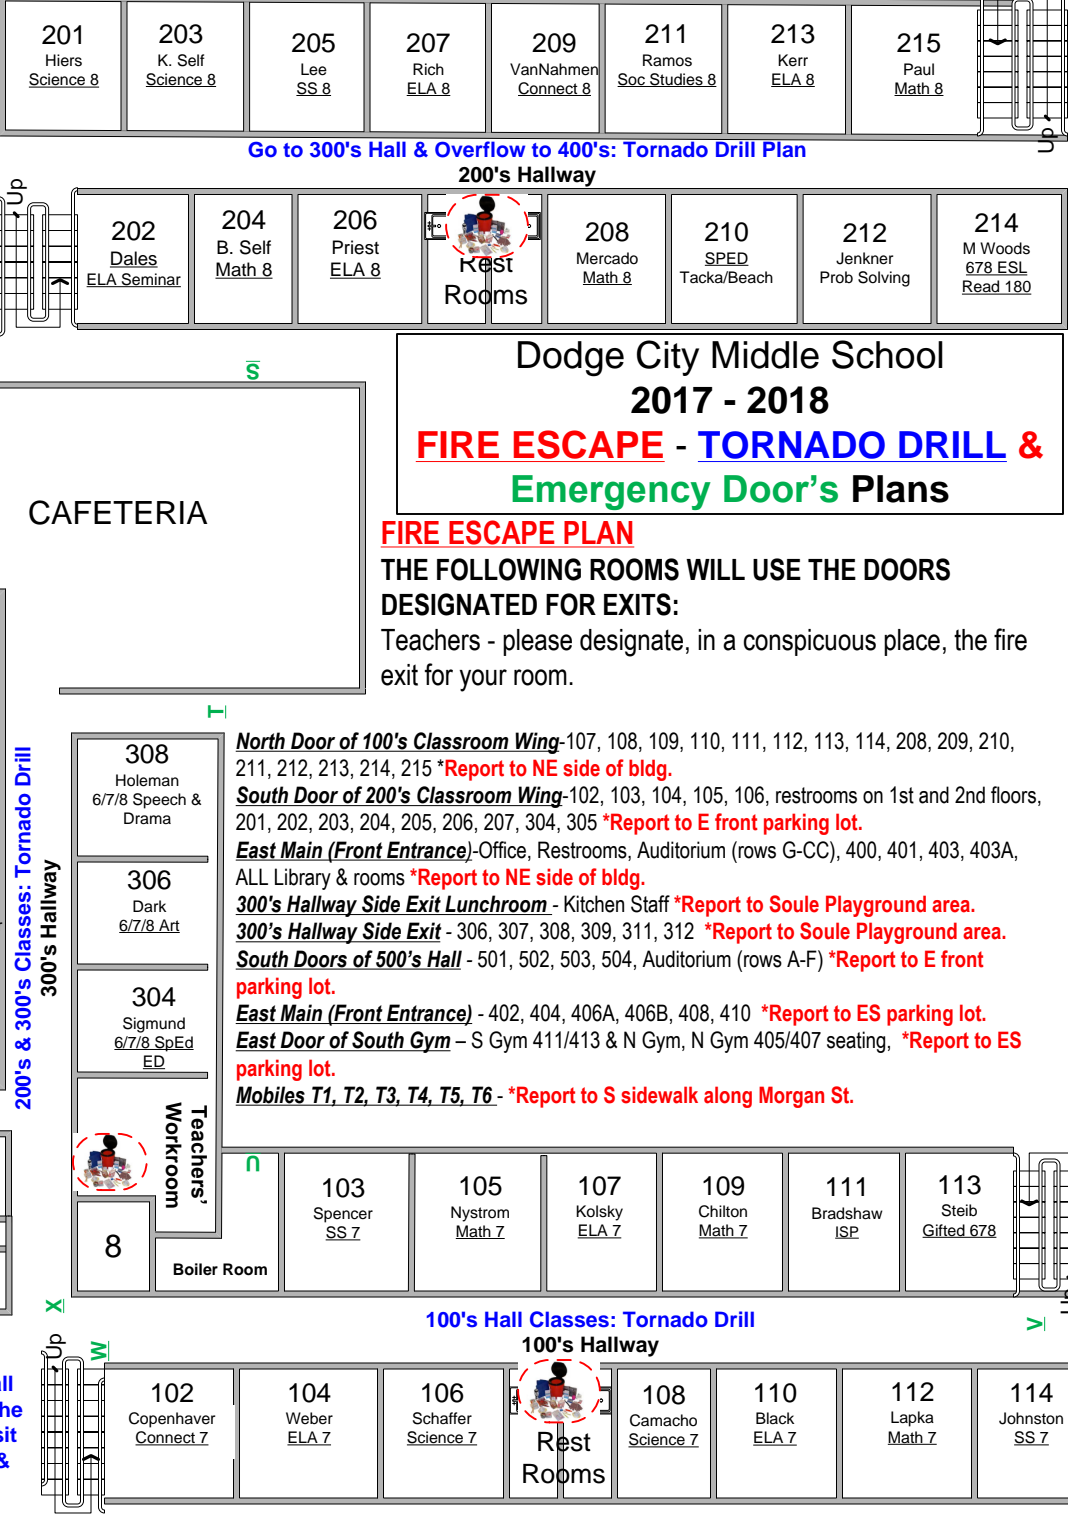 201
Hiers
Science 8
203
K. Self
Science 8
205
Lee
SS 8
207
Rich
ELA 8
209
VanNahmen
Connect 8
211
Ramos
Soc Studies 8
213
Kerr
ELA 8
215
Paul
Math 8
Up
Go to 300's Hall & Overflow to 400's: Tornado Drill Plan
200's Hallway
Up
202
Dales
ELA Seminar
204
B. Self
Math 8
206
Priest
ELA 8
Rest
Rooms
208
Mercado
Math 8
210
SPED
Tacka/Beach
212
Jenkner
Prob Solving
214
M Woods
678 ESL
Read 180
S
Dodge City Middle School
2017 - 2018
FIRE ESCAPE - TORNADO DRILL &
Emergency Door's Plans
CAFETERIA
FIRE ESCAPE PLAN
THE FOLLOWING ROOMS WILL USE THE DOORS
DESIGNATED FOR EXITS:
Teachers - please designate, in a conspicuous place, the fire
exit for your room.
T
North Door of 100's Classroom Wing-107, 108, 109, 110, 111, 112, 113, 114, 208, 209, 210,
211, 212, 213, 214, 215 *Report to NE side of bldg.
South Door of 200's Classroom Wing-102, 103, 104, 105, 106, restrooms on 1st and 2nd floors,
201, 202, 203, 204, 205, 206, 207, 304, 305 *Report to E front parking lot.
East Main (Front Entrance)-Office, Restrooms, Auditorium (rows G-CC), 400, 401, 403, 403A,
ALL Library & rooms *Report to NE side of bldg.
300's Hallway Side Exit Lunchroom - Kitchen Staff *Report to Soule Playground area.
300's Hallway Side Exit - 306, 307, 308, 309, 311, 312 *Report to Soule Playground area.
South Doors of 500's Hall - 501, 502, 503, 504, Auditorium (rows A-F) *Report to E front
parking lot.
East Main (Front Entrance) - 402, 404, 406A, 406B, 408, 410 *Report to ES parking lot.
East Door of South Gym – S Gym 411/413 & N Gym, N Gym 405/407 seating, *Report to ES
parking lot.
Mobiles T1, T2, T3, T4, T5, T6 - *Report to S sidewalk along Morgan St.
200's & 300's Classes: Tornado Drill
300's Hallway
308
Holeman
6/7/8 Speech &
Drama
306
Dark
6/7/8 Art
304
Sigmund
6/7/8 SpEd
ED
Teachers'
Workroom
8
Boiler Room
U
103
Spencer
SS 7
105
Nystrom
Math 7
107
Kolsky
ELA 7
109
Chilton
Math 7
111
Bradshaw
ISP
113
Steib
Gifted 678
X
100's Hall Classes: Tornado Drill
100's Hallway
V
Up
W
102
Copenhaver
Connect 7
104
Weber
ELA 7
106
Schaffer
Science 7
Rest
Rooms
108
Camacho
Science 7
110
Black
ELA 7
112
Lapka
Math 7
114
Johnston
SS 7
&